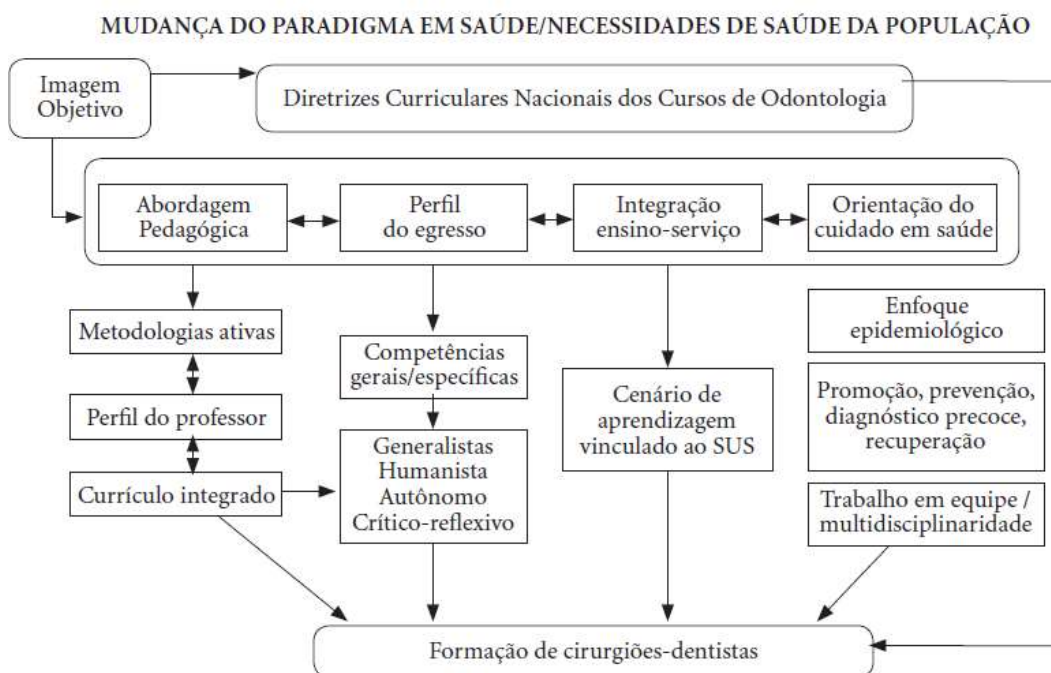 MUDANÇA DO PARADIGMA EM SAÚDE/NECESSIDADES DE SAÚDE DA POPULAÇÃO
Imagem
Objetivo
Diretrizes Curriculares Nacionais dos Cursos de Odontologia
Abordagem
Pedagógica
Perfil
do egresso
Integração
ensino-serviço
Orientação do
cuidado em saúde
Metodologias ativas
Perfil do professor
Currículo integrado
Competências
gerais/específicas
Generalistas
Humanista
Autônomo
Crítico-reflexivo
Cenário de
aprendizagem
vinculado ao SUS
Enfoque
epidemiológico
Promoção, prevenção,
diagnóstico precoce,
recuperação
Trabalho em equipe /
multidisciplinaridade
Formação de cirurgiões-dentistas